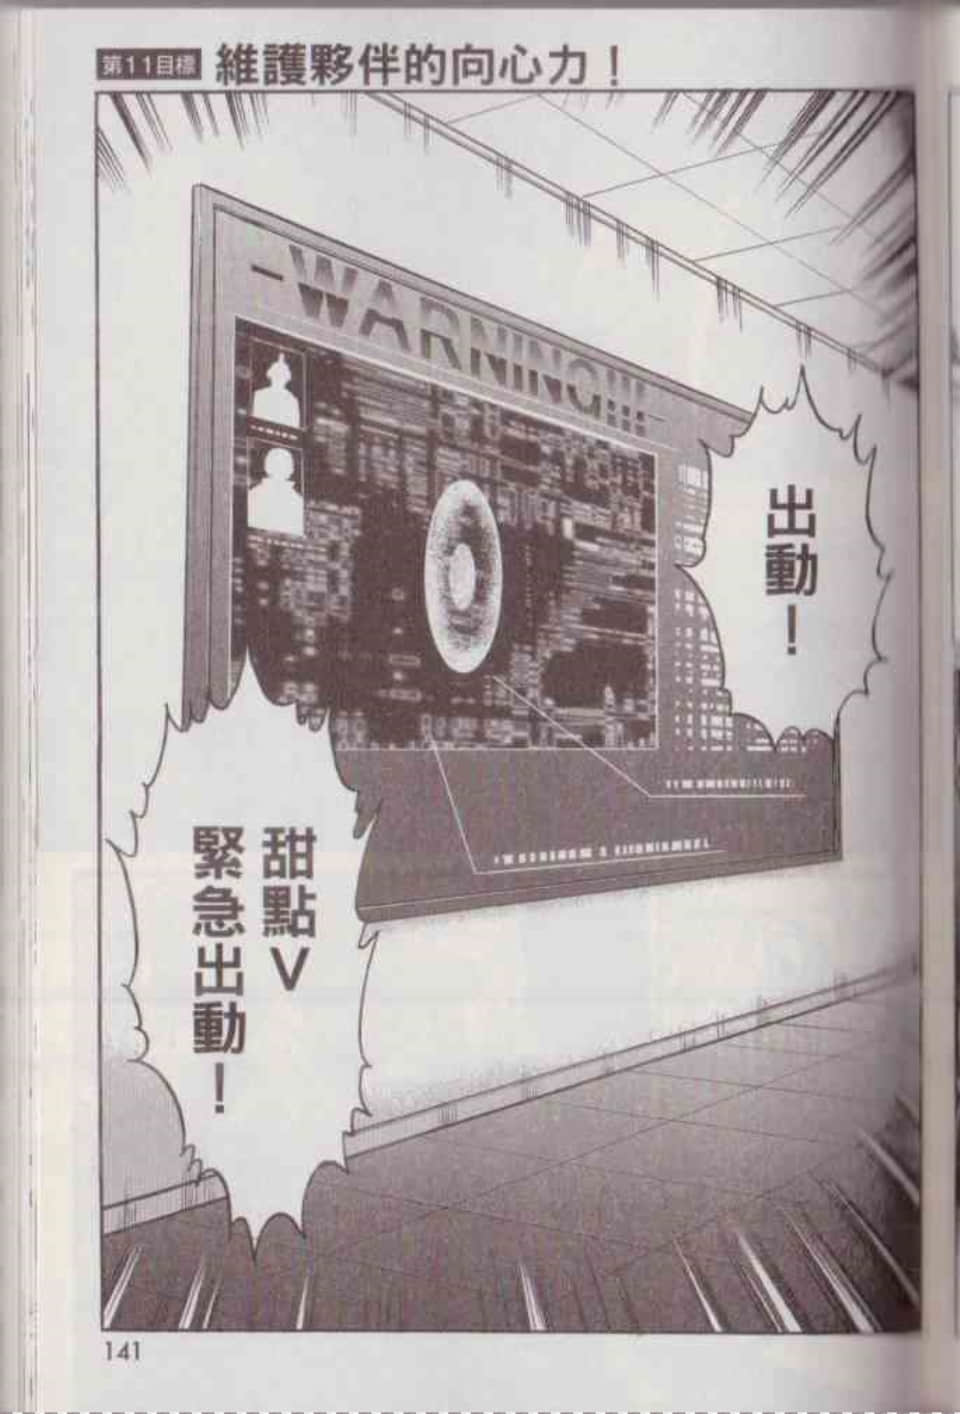 第11目標 維護夥伴的向心力！
-WARNING!!!-
出動！
甜點V
緊急出動！
141